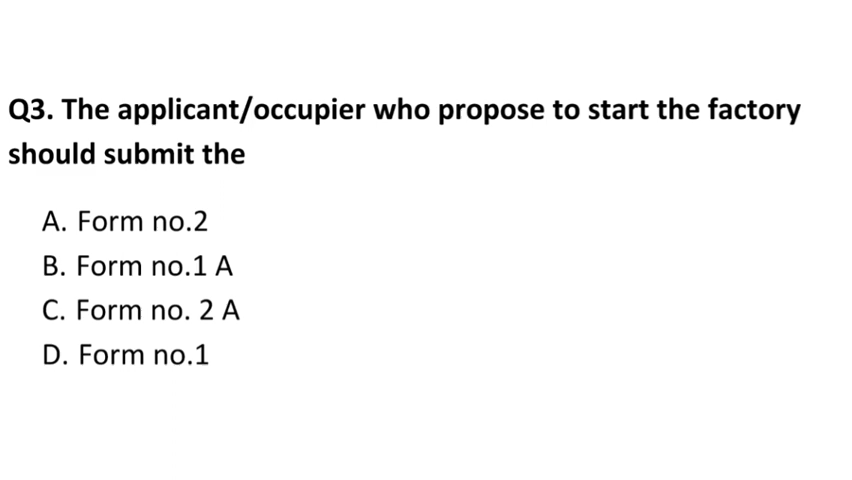 Q3. The applicant/occupier who propose to start the factory
should submit the
A. Form no.2
B. Form no.1 A
C. Form no. 2 A
D. Form no.1